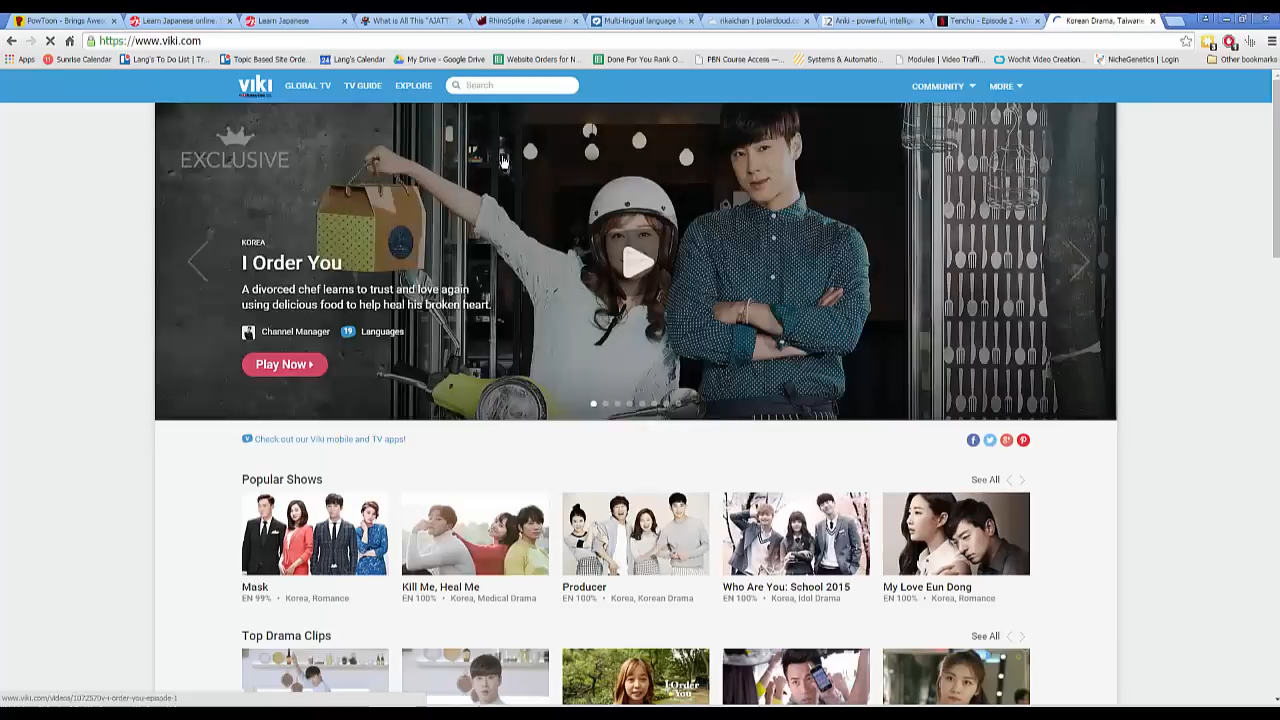 PowToon - Brings Aweso
Learn Japanese online.
Learn Japanese
What is All This "AJATT"
RhinoSpike : Japanese
Multi-lingual language
rikaichan | polarcloud.c
Anki - powerful, intellige
Tenchu - Episode 2 - W
Korean Drama, Taiwane
https://www.viki.com
Apps
Sunrise Calendar
Lang's To Do List | Tr...
Topic Based Site Orde...
Lang's Calendar
My Drive - Google Drive
Website Orders for N...
Done For You Rank O...
PBN Course Access —...
Systems & Automatio...
Modules | Video Traffi...
Wochit Video Creation...
NicheGenetics | Login
Other bookmarks
viki
GLOBAL TV
TV GUIDE
EXPLORE
Search
COMMUNITY
MORE
EXCLUSIVE
KOREA
I Order You
A divorced chef learns to trust and love again
using delicious food to help heal his broken heart.
Channel Manager
19 Languages
Play Now
Check out our Viki mobile and TV apps!
Popular Shows
See All
Mask
EN 99% • Korea, Romance
Kill Me, Heal Me
EN 100% • Korea, Medical Drama
Producer
EN 100% • Korea, Korean Drama
Who Are You: School 2015
EN 100% • Korea, Idol Drama
My Love Eun Dong
EN 100% • Korea, Romance
Top Drama Clips
See All
I Order You
www.viki.com/videos/1072570v-i-order-you-episode-1